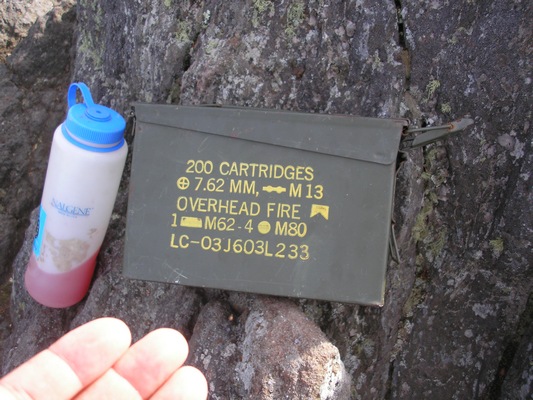 NALGENE
200 CARTRIDGES
7.62 MM, M13
OVERHEAD FIRE
1 M62-4 M80
LC-03J603L233